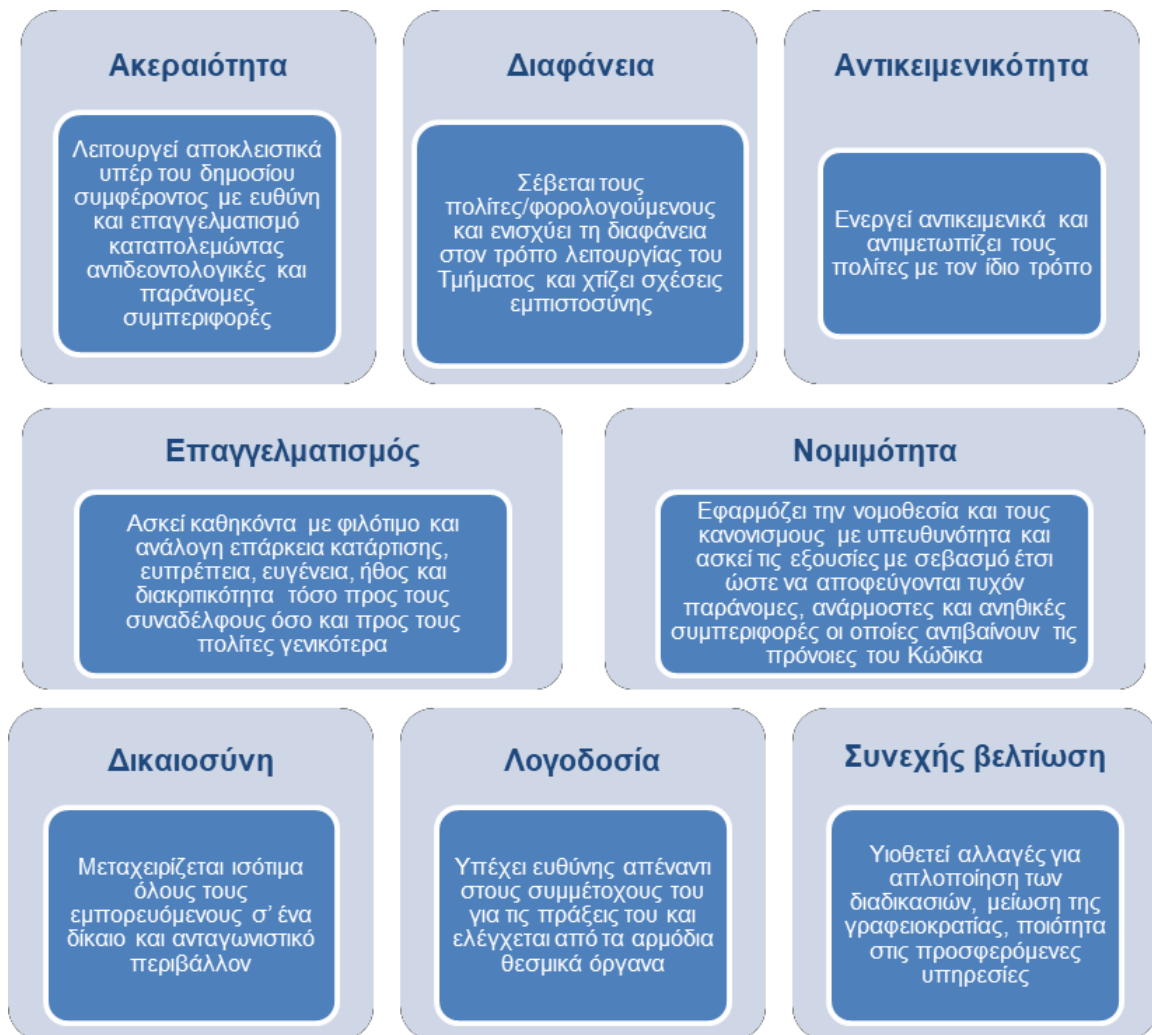 Ακεραιότητα
Λειτουργεί αποκλειστικά
υπέρ του δημοσίου
συμφέροντος με ευθύνη
και επαγγελματισμό
καταπολεμώντας
αντιδεοντολογικές και
παράνομες
συμπεριφορές
Διαφάνεια
Σέβεται τους
πολίτες/φορολογούμενους
και ενισχύει τη διαφάνεια
στον τρόπο λειτουργίας του
Τμήματος και χτίζει σχέσεις
εμπιστοσύνης
Αντικειμενικότητα
Ενεργεί αντικειμενικά και
αντιμετωπίζει τους
πολίτες με τον ίδιο τρόπο
Επαγγελματισμός
Ασκεί καθηκόντα με φιλότιμο και
ανάλογη επάρκεια κατάρτισης,
ευπρέπεια, ευγένεια, ήθος και
διακριτικότητα τόσο προς τους
συναδέλφους όσο και προς τους
πολίτες γενικότερα
Νομιμότητα
Εφαρμόζει την νομοθεσία και τους
κανονισμους με υπευθυνότητα και
ασκεί τις εξουσίες με σεβασμό έτσι
ώστε να αποφεύγονται τυχόν
παράνομες, ανάρμοστες και ανηθικές
συμπεριφορές οι οποίες αντιβαίνουν τις
πρόνοιες του Κώδικα
Δικαιοσύνη
Μεταχειρίζεται ισότιμα
όλους τους
εμπορευόμενους σ’ ένα
δίκαιο και ανταγωνιστικό
περιβάλλον
Λογοδοσία
Υπέχει ευθύνης απέναντι
στους συμμέτοχους του
για τις πράξεις του και
ελέγχεται από τα αρμόδια
θεσμικά όργανα
Συνεχής βελτίωση
Υιοθετεί αλλαγές για
απλοποίηση των
διαδικασιών, μείωση της
γραφειοκρατίας, ποιότητα
στις προσφερόμενες
υπηρεσίες